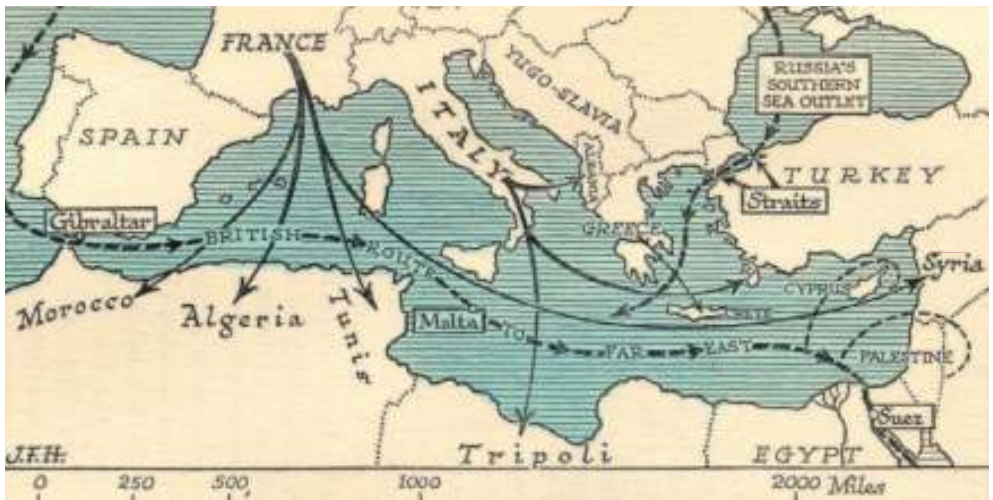 FRANCE
ITALY
YUGO-SLAVIA
RUSSIA'S
SOUTHERN
SEA OUTLET
SPAIN
ALBANIA
TURKEY
Straits
Gibraltar
BRITISH
ROUTE
GREECE
Syria
CYPRUS
Morocco
Algeria
Tunis
Malta
CRETE
TO
FAR
EAST
PALESTINE
Suez
J.F.H.
Tripoli
EGYPT
0 250 500 1000 2000 Miles